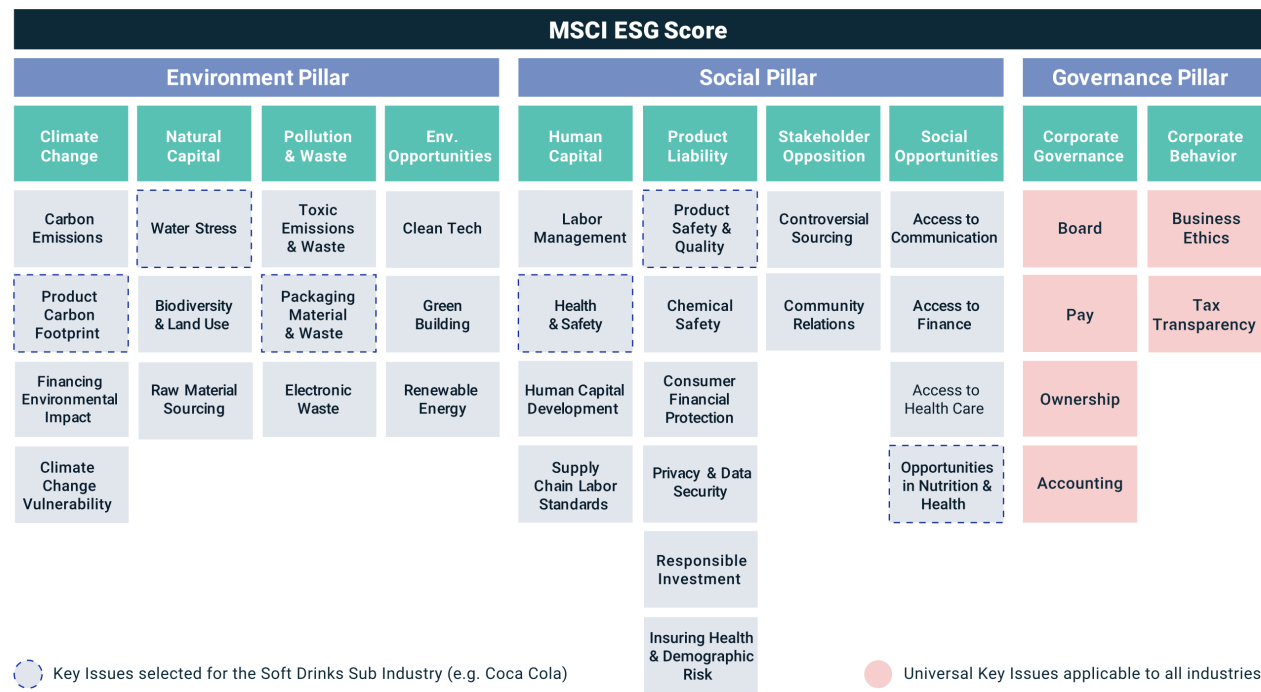 MSCI ESG Score
Environment Pillar
Social Pillar
Governance Pillar
Climate
Change
Natural
Capital
Pollution
& Waste
Env.
Opportunities
Human
Capital
Product
Liability
Stakeholder
Opposition
Social
Opportunities
Corporate
Governance
Corporate
Behavior
Carbon
Emissions
Water Stress
Toxic
Emissions
& Waste
Clean Tech
Labor
Management
Product
Safety &
Quality
Controversial
Sourcing
Access to
Communication
Board
Business
Ethics
Product
Carbon
Footprint
Biodiversity
& Land Use
Packaging
Material
& Waste
Green
Building
Health
& Safety
Chemical
Safety
Community
Relations
Access to
Finance
Pay
Tax
Transparency
Financing
Environmental
Impact
Raw Material
Sourcing
Electronic
Waste
Renewable
Energy
Human Capital
Development
Consumer
Financial
Protection
Access to
Health Care
Ownership
Climate
Change
Vulnerability
Supply
Chain Labor
Standards
Privacy & Data
Security
Opportunities
in Nutrition &
Health
Accounting
Responsible
Investment
Insuring Health
& Demographic
Risk
Key Issues selected for the Soft Drinks Sub Industry (e.g. Coca Cola)
Universal Key Issues applicable to all industries